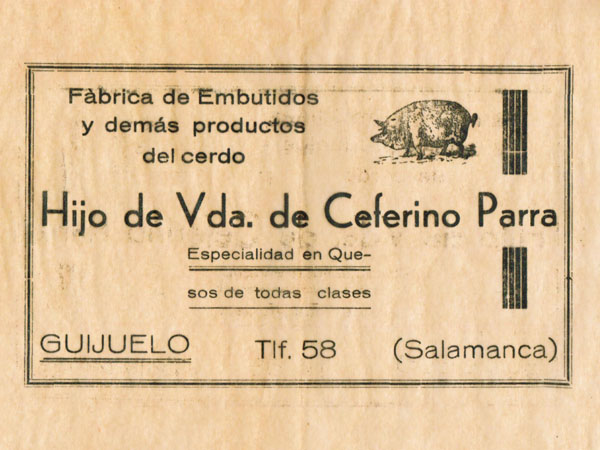 Fàbrica de Embutidos
y demás productos
del cerdo
Hijo de Vda. de Ceferino Parra
Especialidad en Que-
sos de todas clases
GUIJUELO Tlf. 58 (Salamanca)